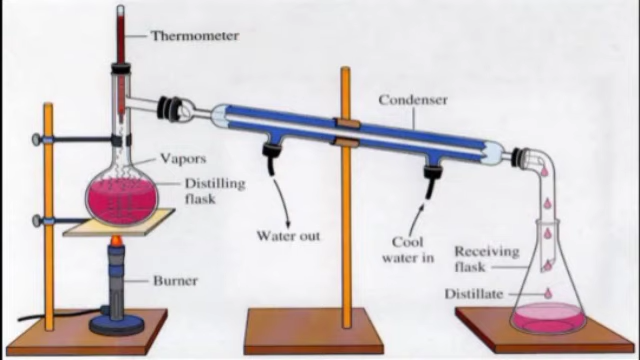 Thermometer
Condenser
Vapors
Distilling
flask
Water out
Cool
water in
Receiving
flask
Burner
Distillate